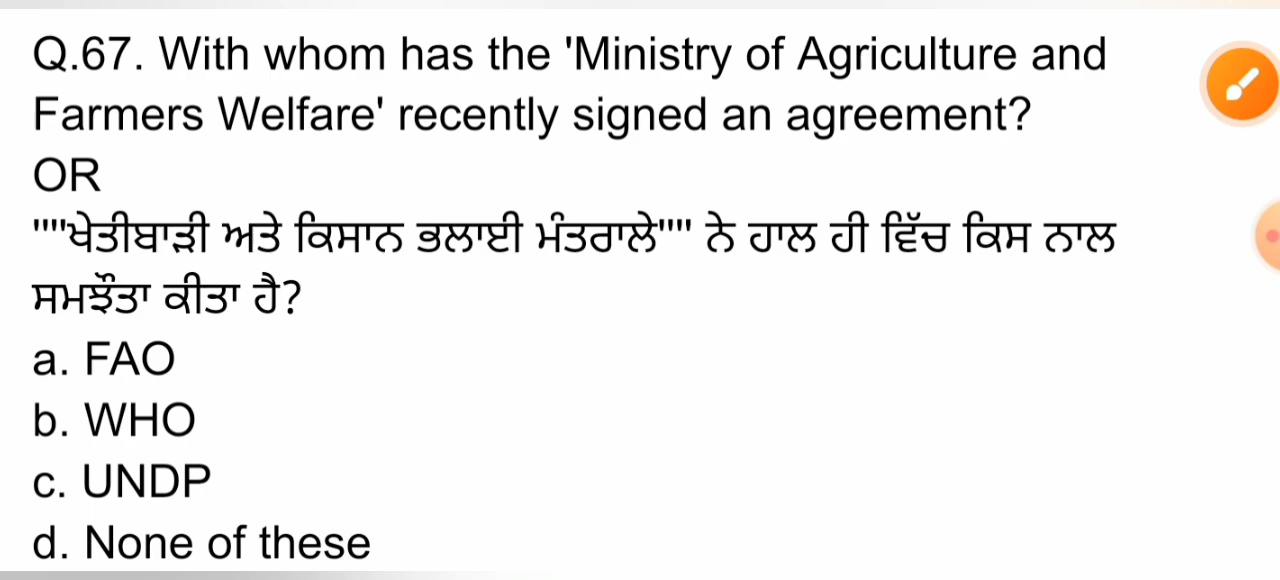 Q.67. With whom has the 'Ministry of Agriculture and
Farmers Welfare' recently signed an agreement?
OR
""ਖੇਤੀਬਾੜੀ ਅਤੇ ਕਿਸਾਨ ਭਲਾਈ ਮੰਤਰਾਲੇ"" ਨੇ ਹਾਲ ਹੀ ਵਿੱਚ ਕਿਸ ਨਾਲ
ਸਮਝੌਤਾ ਕੀਤਾ ਹੈ?
a. FAO
b. WHO
c. UNDP
d. None of these